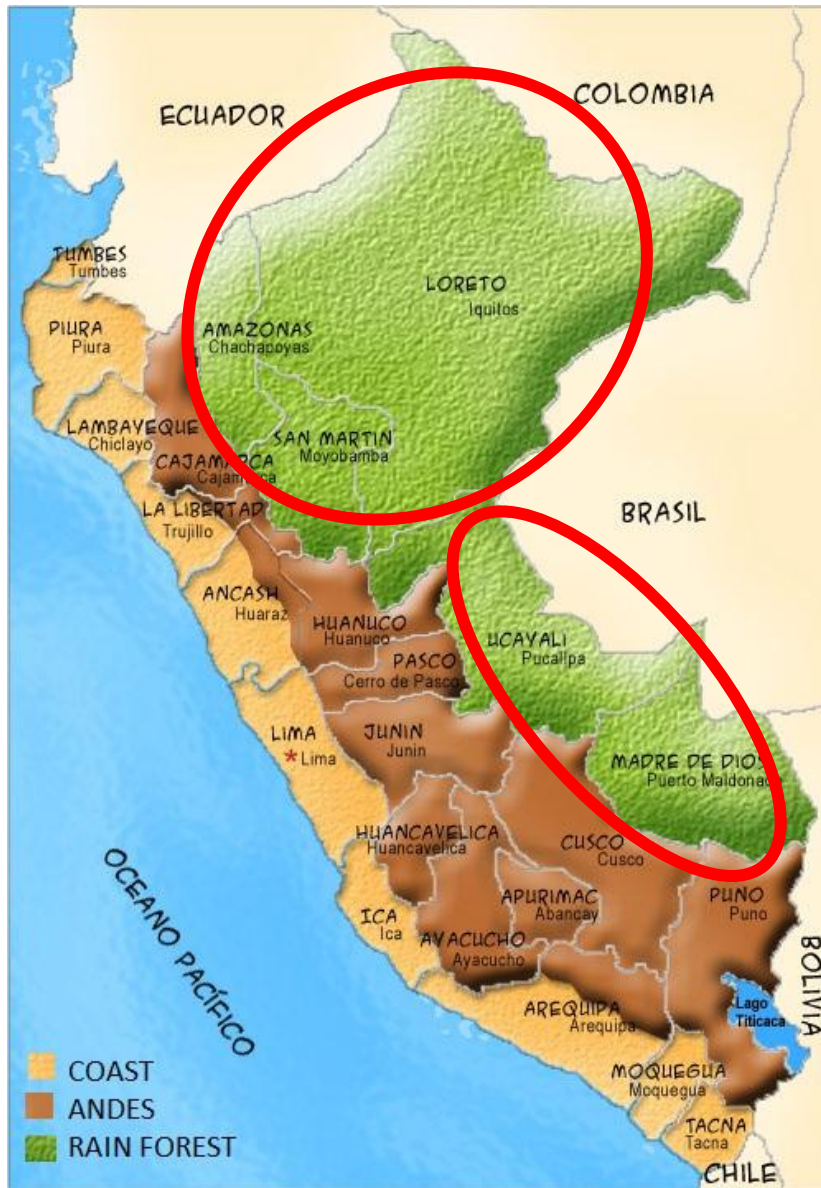 ECUADOR
COLOMBIA
TUMBES
Tumbes
LORETO
Iquitos
PIURA
Piura
AMAZONAS
Chachapoyas
LAMBAYEQUE
Chiclayo
SAN MARTIN
Moyobamba
CAJAMARCA
Cajamarca
LA LIBERTAD
Trujillo
BRASIL
ANCASH
Huaraz
HUANUCO
Huanuco
UCAYALI
Pucallpa
PASCO
Cerro de Pasco
LIMA
* Lima
JUNIN
Junin
MADRE DE DIOS
Puerto Maldonado
HUANCAVELICA
Huancavelica
CUSCO
Cusco
APURIMAC
Abancay
PUNO
Puno
ICA
Ica
AYACUCHO
Ayacucho
OCEANO PACÍFICO
BOLIVIA
AREQUIPA
Arequipa
Lago
Titicaca
MOQUEGUA
Moquegua
TACNA
Tacna
CHILE
COAST
ANDES
RAIN FOREST